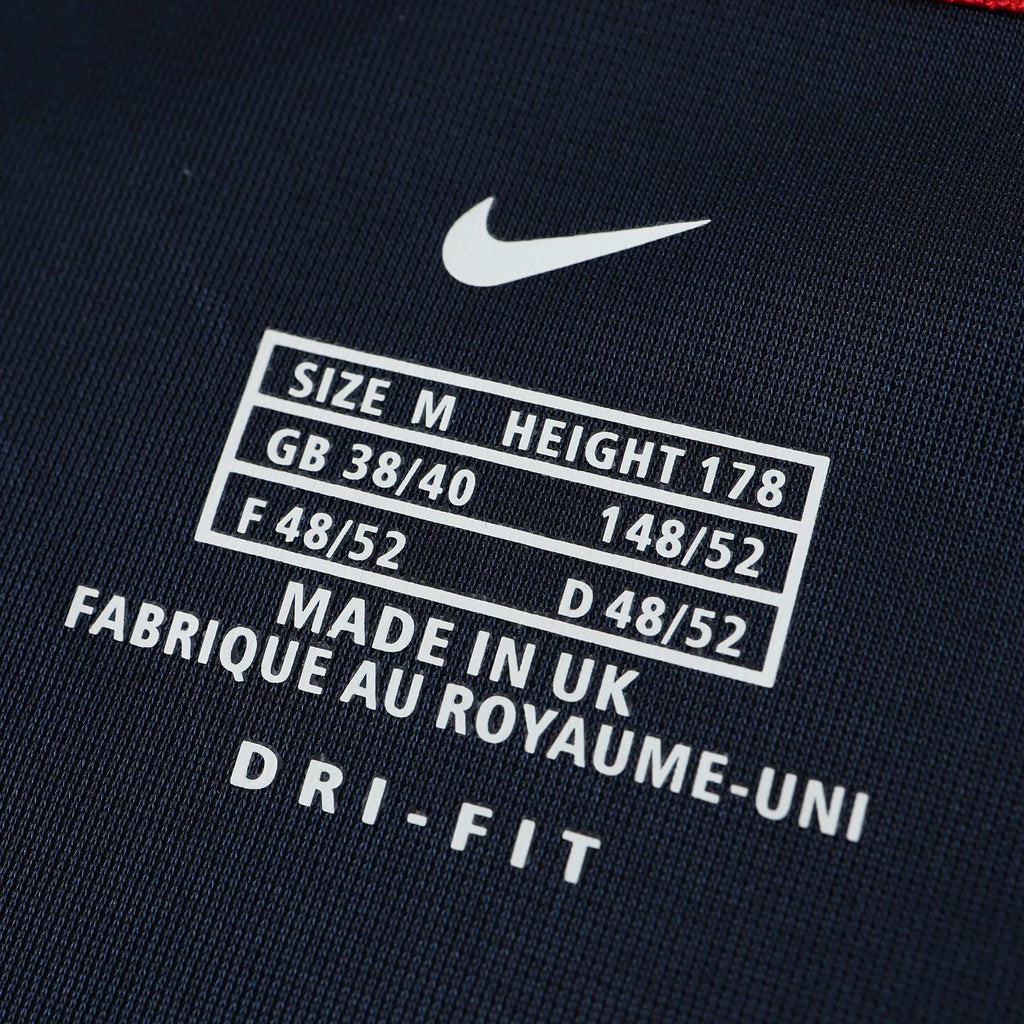 SIZE M HEIGHT 178
GB 38/40 148/52
F 48/52 D 48/52
MADE IN UK
FABRIQUE AU ROYAUME-UNI
DRI-FIT